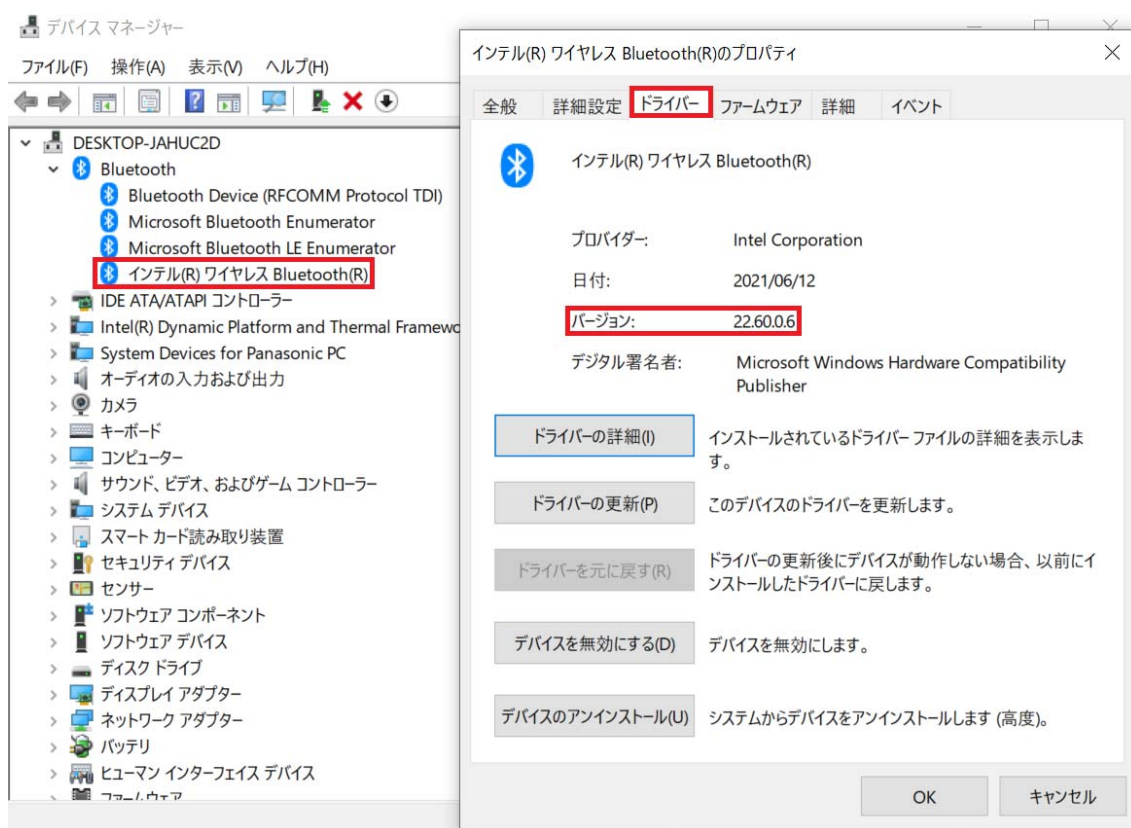 デバイス マネージャー
ファイル(F) 操作(A) 表示(V) ヘルプ(H)
DESKTOP-JAHUC2D
Bluetooth
Bluetooth Device (RFCOMM Protocol TDI)
Microsoft Bluetooth Enumerator
Microsoft Bluetooth LE Enumerator
インテル(R) ワイヤレス Bluetooth(R)
IDE ATA/ATAPI コントローラー
Intel(R) Dynamic Platform and Thermal Framewo
System Devices for Panasonic PC
オーディオの入力および出力
カメラ
キーボード
コンピューター
サウンド、ビデオ、およびゲーム コントローラー
システム デバイス
スマート カード読み取り装置
セキュリティ デバイス
センサー
ソフトウェア コンポーネント
ソフトウェア デバイス
ディスク ドライブ
ディスプレイ アダプター
ネットワーク アダプター
バッテリ
ヒューマン インターフェイス デバイス
ファームウェア
インテル(R) ワイヤレス Bluetooth(R)のプロパティ
全般 詳細設定 ドライバー ファームウェア 詳細 イベント
インテル(R) ワイヤレス Bluetooth(R)
プロバイダー: Intel Corporation
日付: 2021/06/12
バージョン: 22.60.0.6
デジタル署名者: Microsoft Windows Hardware Compatibility
Publisher
ドライバーの詳細(I) インストールされているドライバー ファイルの詳細を表示しま
す。
ドライバーの更新(P) このデバイスのドライバーを更新します。
ドライバーを元に戻す(R) ドライバーの更新後にデバイスが動作しない場合、以前にイ
ンストールしたドライバーに戻します。
デバイスを無効にする(D) デバイスを無効にします。
デバイスのアンインストール(U) システムからデバイスをアンインストールします (高度)。
OK キャンセル